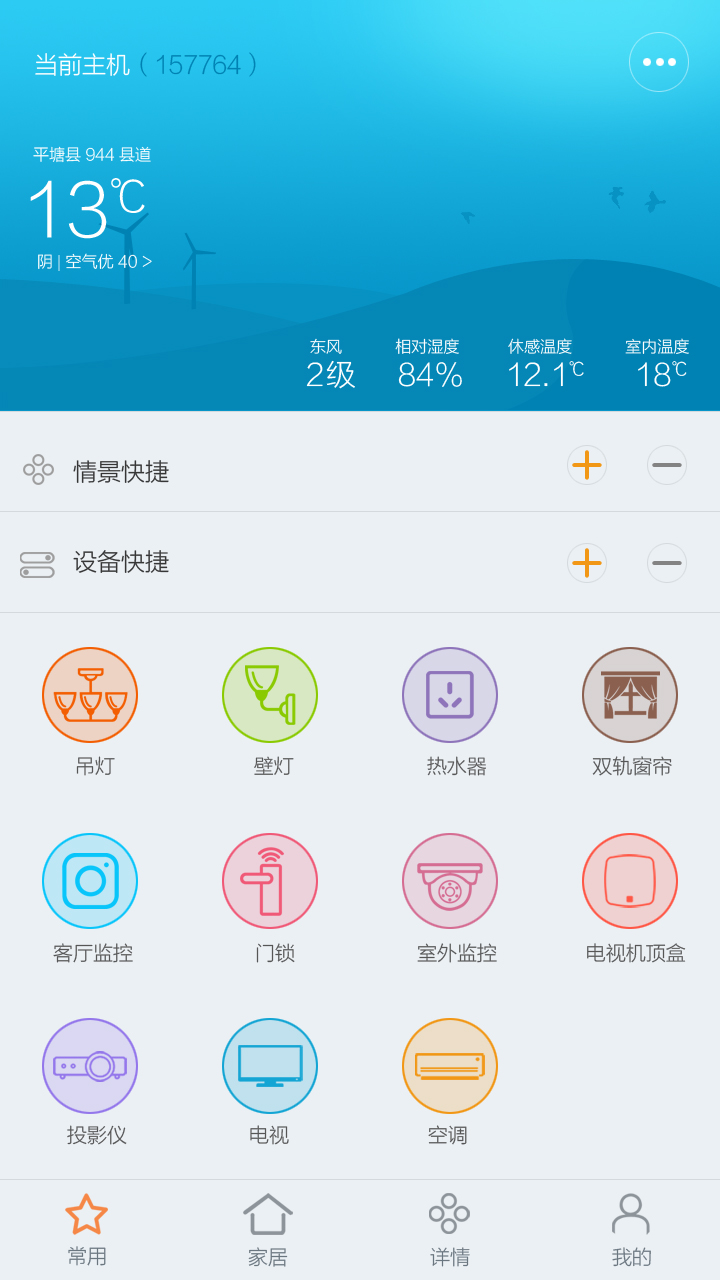 当前主机（157764）
平塘县 944 县道
13℃
阴 | 空气优 40 >
东风 相对湿度 休感温度 室内温度
2级 84% 12.1℃ 18℃
情景快捷
设备快捷
吊灯 壁灯 热水器 双轨窗帘
客厅监控 门锁 室外监控 电视机顶盒
投影仪 电视 空调
常用 家居 详情 我的